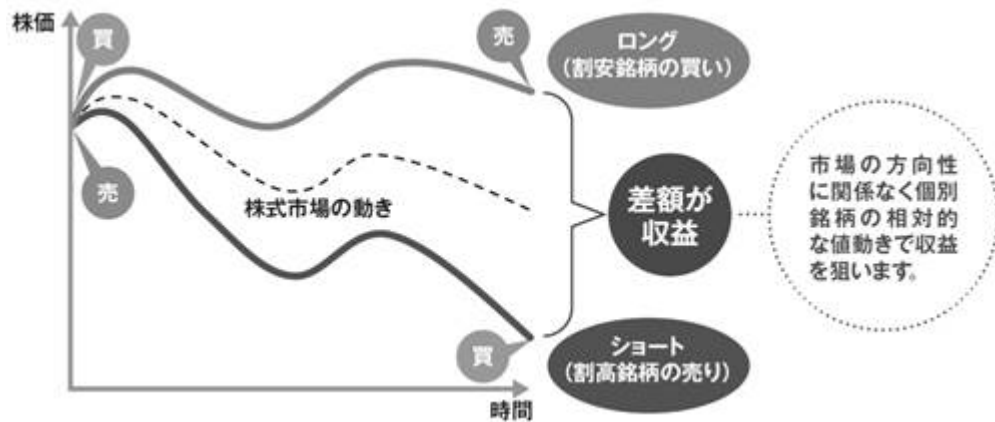 株価
買
売
ロング
(割安銘柄の買い)
売
株式市場の動き
差額が
収益
市場の方向性
に関係なく個別
銘柄の相対的
な値動きで収益
を狙います。
買
ショート
(割高銘柄の売り)
時間